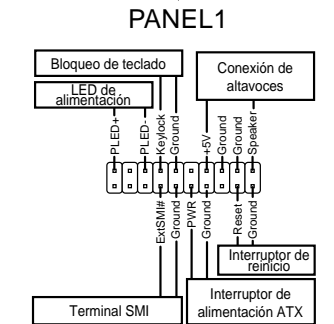 PANEL1
Bloqueo de teclado
LED de
alimentación
Conexión de
altavoces
PLED+
PLED-
Keylock
Ground
+5V
Ground
Ground
Speaker
ExtSMI#
Ground
PWR
Ground
Reset
Ground
Interruptor de
reinicio
Terminal SMI
Interruptor de
alimentación ATX